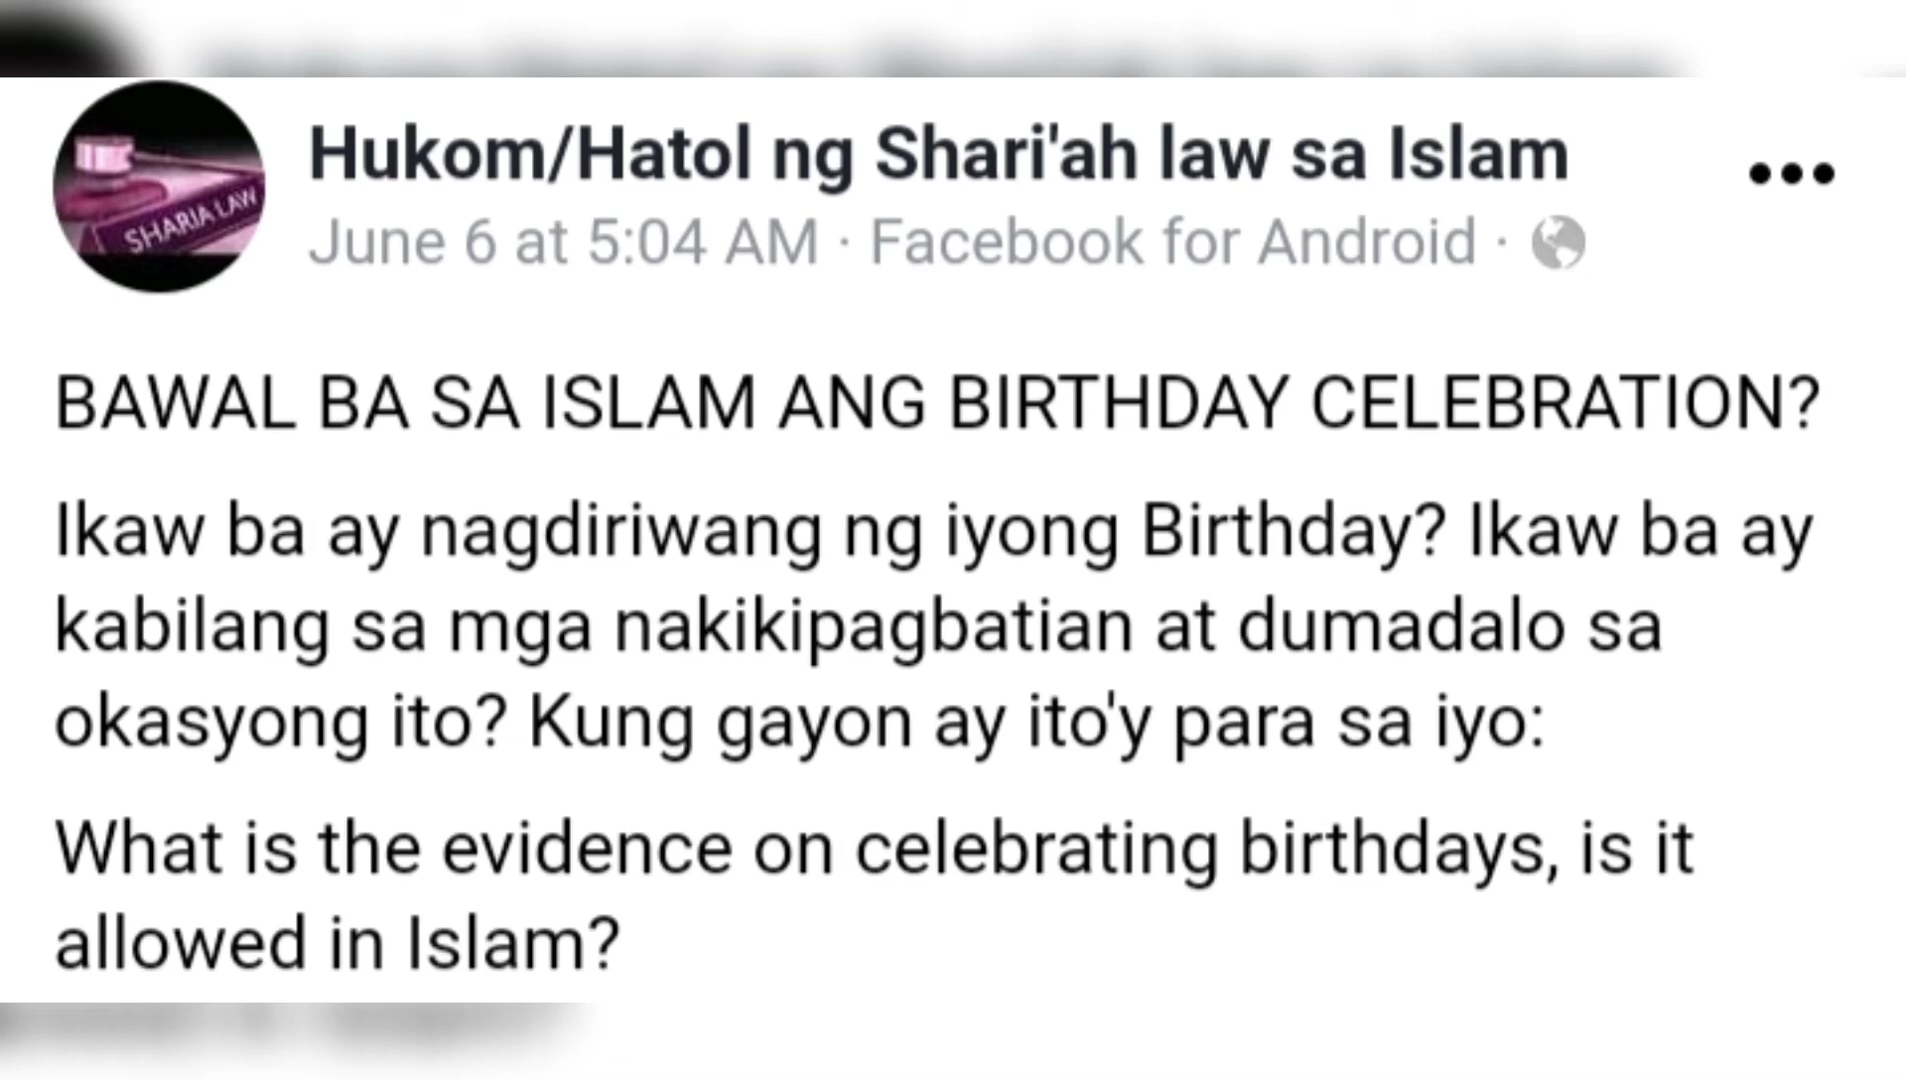 SHARIA LAW
Hukom/Hatol ng Shari'ah law sa Islam
June 6 at 5:04 AM · Facebook for Android ·
BAWAL BA SA ISLAM ANG BIRTHDAY CELEBRATION?
Ikaw ba ay nagdiriwang ng iyong Birthday? Ikaw ba ay
kabilang sa mga nakikipagbatian at dumadalo sa
okasyong ito? Kung gayon ay ito'y para sa iyo:
What is the evidence on celebrating birthdays, is it
allowed in Islam?